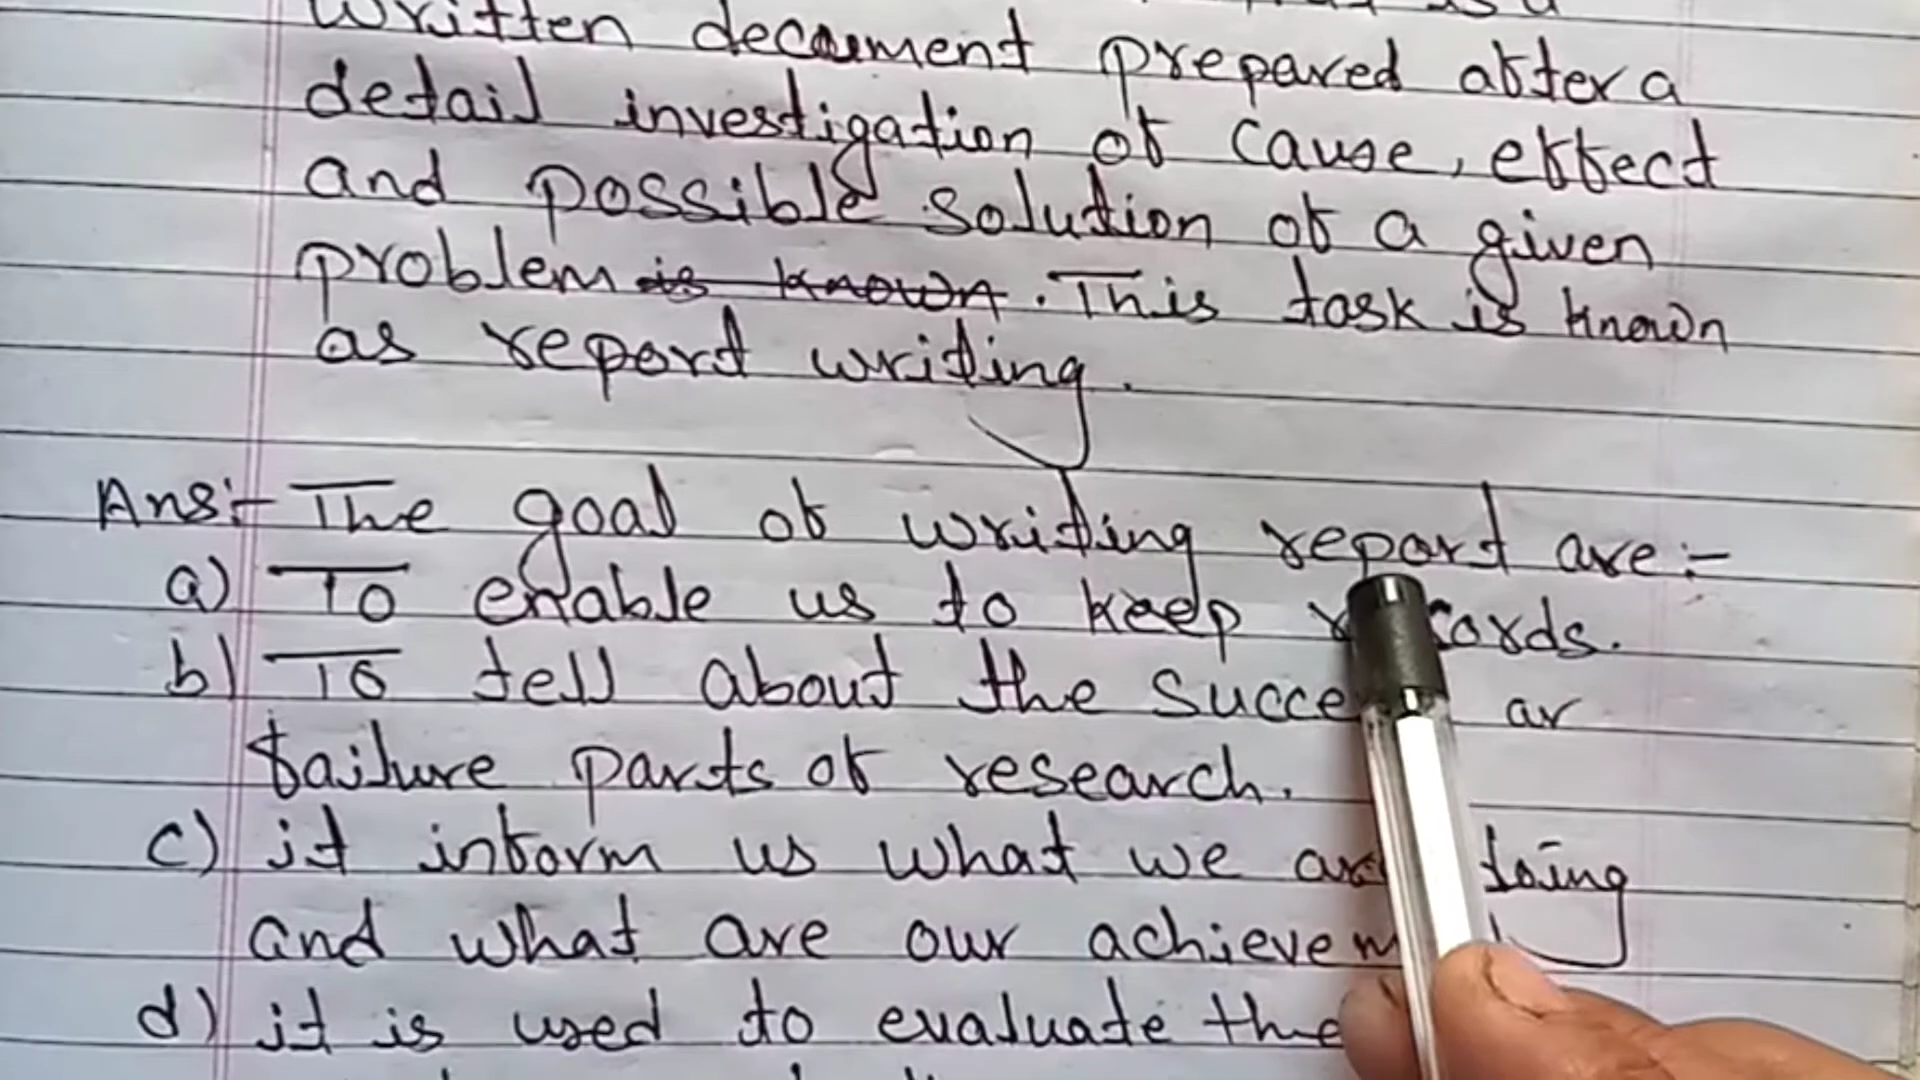 is a
written document prepared after a
detail investigation of cause, effect
and possible solution of a given
problem is known . This task is known
as report writing.
Ans:- The goal of writing report are:-
a) To enable us to keep
b) To tell about the or
failure parts of research.
c) it inform us what we
and what are our
d) it is used to evaluate the